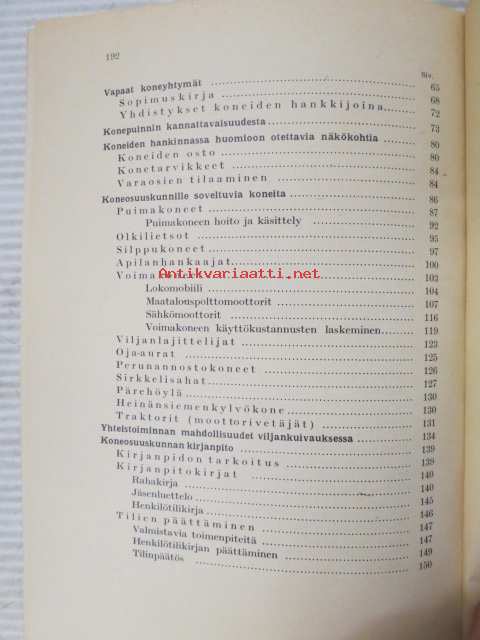 192
Siv.
Vapaat koneyhtymät 65
Sopimuskirja 68
Yhdistykset koneiden hankkijoina 72
Konepuinnin kannattavaisuudesta 73
Koneiden hankinnassa huomioon otettavia näkökohtia 80
Koneiden osto 80
Konetarvikkeet 84
Varaosien tilaaminen 84
Koneosuuskunnille soveltuvia koneita 86
Puimakoneet 87
Puimakoneen hoito ja käsittely 92
Olkilietsot 95
Silppukoneet 97
Apilanhankaajat 100
Voimakoneet 103
Antikvariaatti.net
Lokomobiili 104
Maatalouspolttomoottorit 107
Sähkömoottorit 116
Voimakoneen käyttökustannusten laskeminen 119
Viljanlajittelijat 123
Oja-aurat 125
Perunannostokoneet 126
Sirkkelisahat 127
Pärehöylä 130
Heinänsiemenkylvökone 130
Traktorit (moottorivetäjät) 131
Yhteistoiminnan mahdollisuudet viljankuivauksessa 134
Koneosuuskunnan kirjanpito 139
Kirjanpidon tarkoitus 139
Kirjanpitokirjat 140
Rahakirja 140
Jäsenluettelo 145
Henkilötilikirja 146
Tilien päättäminen 147
Valmistavia toimenpiteitä 147
Henkilötilikirjan päättäminen 149
Tilinpäätös 150